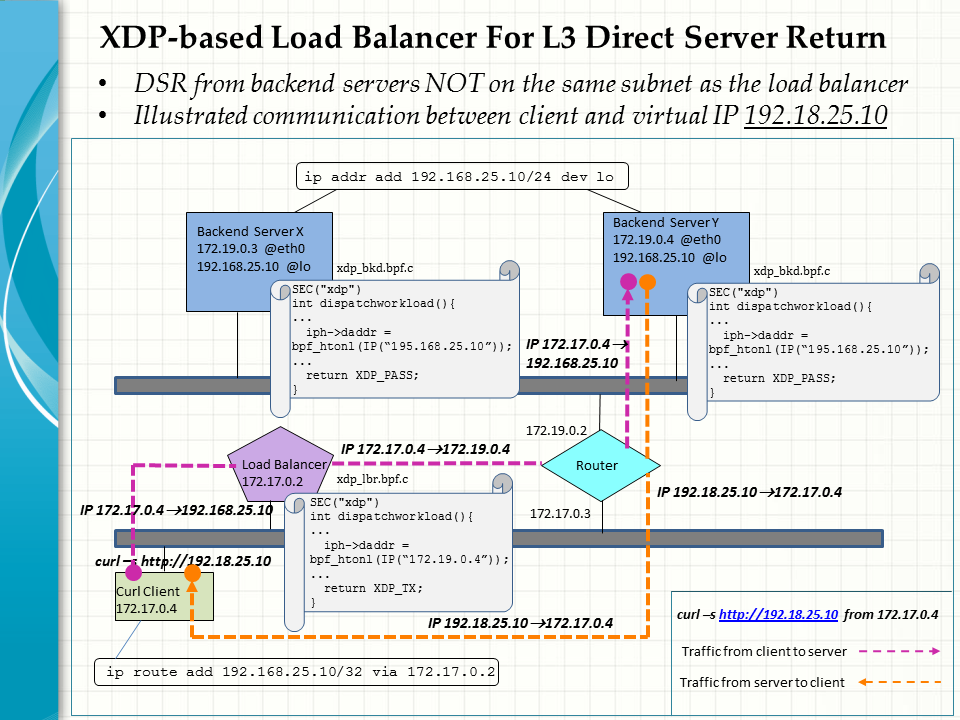 XDP-based Load Balancer For L3 Direct Server Return
• DSR from backend servers NOT on the same subnet as the load balancer
• Illustrated communication between client and virtual IP 192.18.25.10
ip addr add 192.168.25.10/24 dev lo
Backend Server X
172.19.0.3 @eth0
192.168.25.10 @lo
xdp_bkd.bpf.c
SEC("xdp")
int dispatchworkload(){
...
iph->daddr =
bpf_htonl(IP(“195.168.25.10”));
...
return XDP_PASS;
}
Backend Server Y
172.19.0.4 @eth0
192.168.25.10 @lo
xdp_bkd.bpf.c
SEC("xdp")
int dispatchworkload(){
...
iph->daddr =
bpf_htonl(IP(“195.168.25.10”));
...
return XDP_PASS;
}
IP 172.17.0.4→
192.168.25.10
172.19.0.2
Router
172.17.0.3
IP 172.17.0.4→172.19.0.4
Load Balancer
172.17.0.2
xdp_lbr.bpf.c
SEC("xdp")
int dispatchworkload(){
...
iph->daddr =
bpf_htonl(IP(“172.19.0.4”));
...
return XDP_TX;
}
IP 192.18.25.10→172.17.0.4
IP 172.17.0.4→192.168.25.10
curl –s http://192.18.25.10
Curl Client
172.17.0.4
IP 192.18.25.10→172.17.0.4
ip route add 192.168.25.10/32 via 172.17.0.2
curl –s http://192.18.25.10 from 172.17.0.4
Traffic from client to server
Traffic from server to client